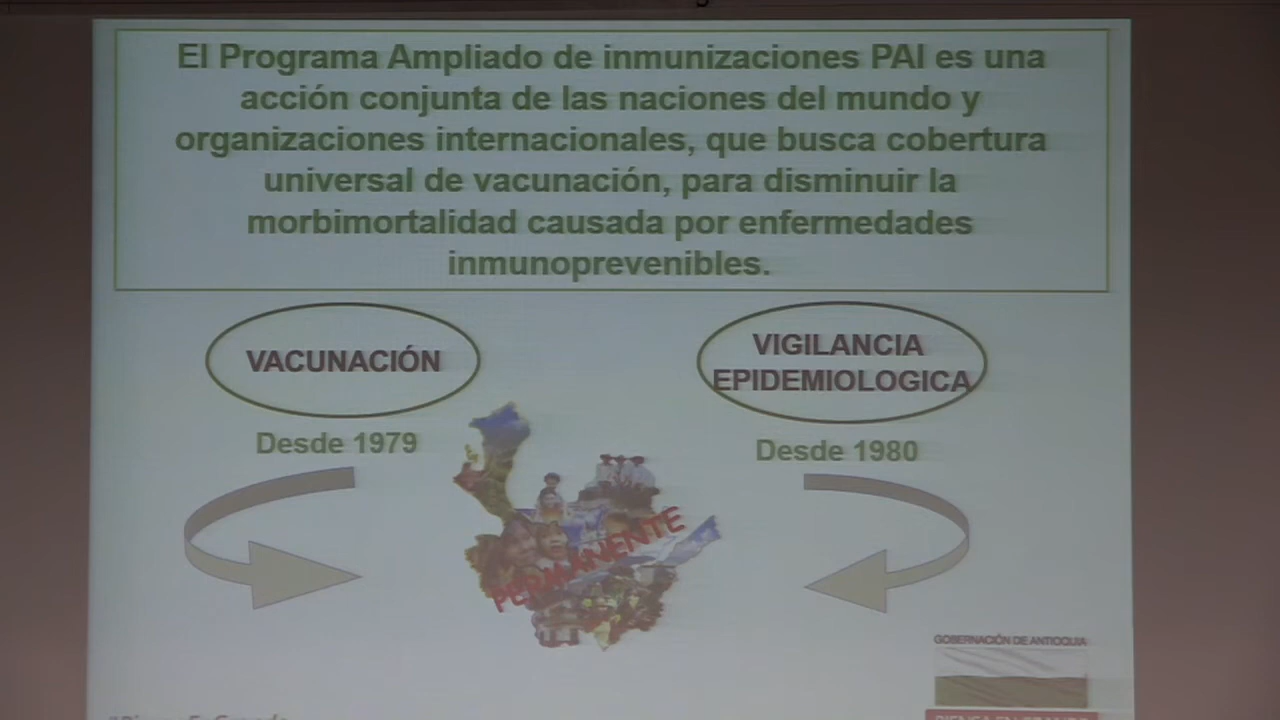 El Programa Ampliado de inmunizaciones PAI es una
acción conjunta de las naciones del mundo y
organizaciones internacionales, que busca cobertura
universal de vacunación, para disminuir la
morbimortalidad causada por enfermedades
inmunoprevenibles.
VACUNACIÓN
VIGILANCIA
EPIDEMIOLOGICA
Desde 1979
Desde 1980
PERMANENTE
GOBERNACIÓN DE ANTIOQUIA